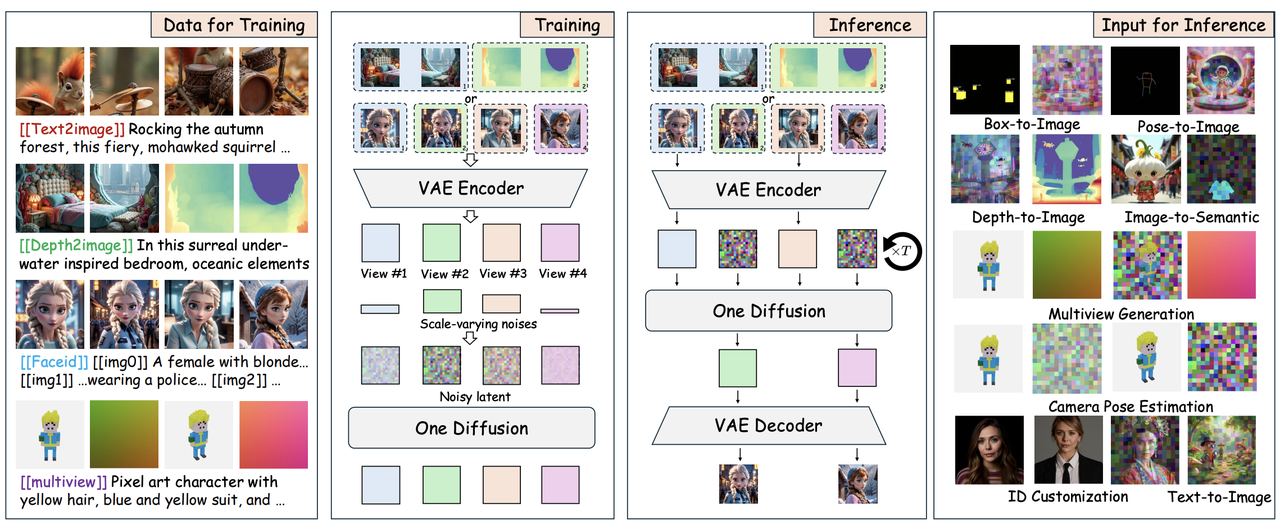 Data for Training
[[Text2image]] Rocking the autumn
forest, this fiery, mohawked squirrel ...
[[Depth2image]] In this surreal under-
water inspired bedroom, oceanic elements
[[Faceid]] [[img0]] A female with blonde...
[[img1]] ...wearing a police... [[img2]] ...
[[multiview]] Pixel art character with
yellow hair, blue and yellow suit, and ...
Training
or
VAE Encoder
View #1 View #2 View #3 View #4
Scale-varying noises
Noisy latent
One Diffusion
Inference
or
VAE Encoder
×T
One Diffusion
VAE Decoder
Input for Inference
Box-to-Image Pose-to-Image
Depth-to-Image Image-to-Semantic
Multiview Generation
Camera Pose Estimation
ID Customization Text-to-Image